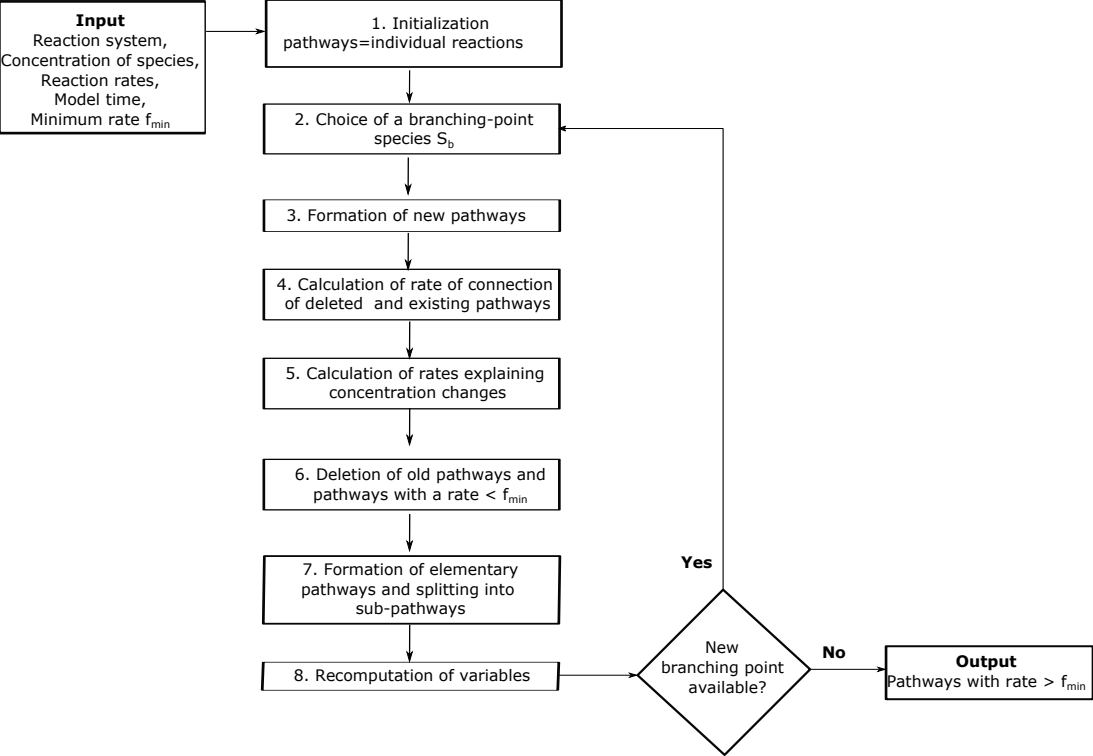 Input
Reaction system,
Concentration of species,
Reaction rates,
Model time,
Minimum rate fmin
1. Initialization
pathways=individual reactions
2. Choice of a branching-point
species Sb
3. Formation of new pathways
4. Calculation of rate of connection
of deleted and existing pathways
5. Calculation of rates explaining
concentration changes
6. Deletion of old pathways and
pathways with a rate < fmin
7. Formation of elementary
pathways and splitting into
sub-pathways
8. Recomputation of variables
Yes
New
branching point
available?
No
Output
Pathways with rate > fmin